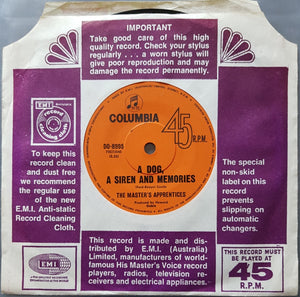 IMPORTANT
Take good care of this high
quality record. Check your stylus
regularly ... a worn stylus will
give poor reproduction and may
damage the record permanently.
EMI
To keep this
record clean
and dust free
we recommend
the regular use
of the new
E.M.I. Anti-static
Record Cleaning
Cloth.
COLUMBIA
45
R.P.M.
DO-8995
A DOG,
A SIREN AND MEMORIES
THE MASTER'S APPRENTICES
The special
non-skid
label on this
record
prevents
slipping on
automatic
changers.
This record is made and
distributed by E.M.I. (Australia)
Limited, manufacturers of world-
famous His Master's Voice record
players, radios, television receivers
and electrical appliances.
EMI
THIS RECORD MUST
BE PLAYED AT
45
R.P.M.